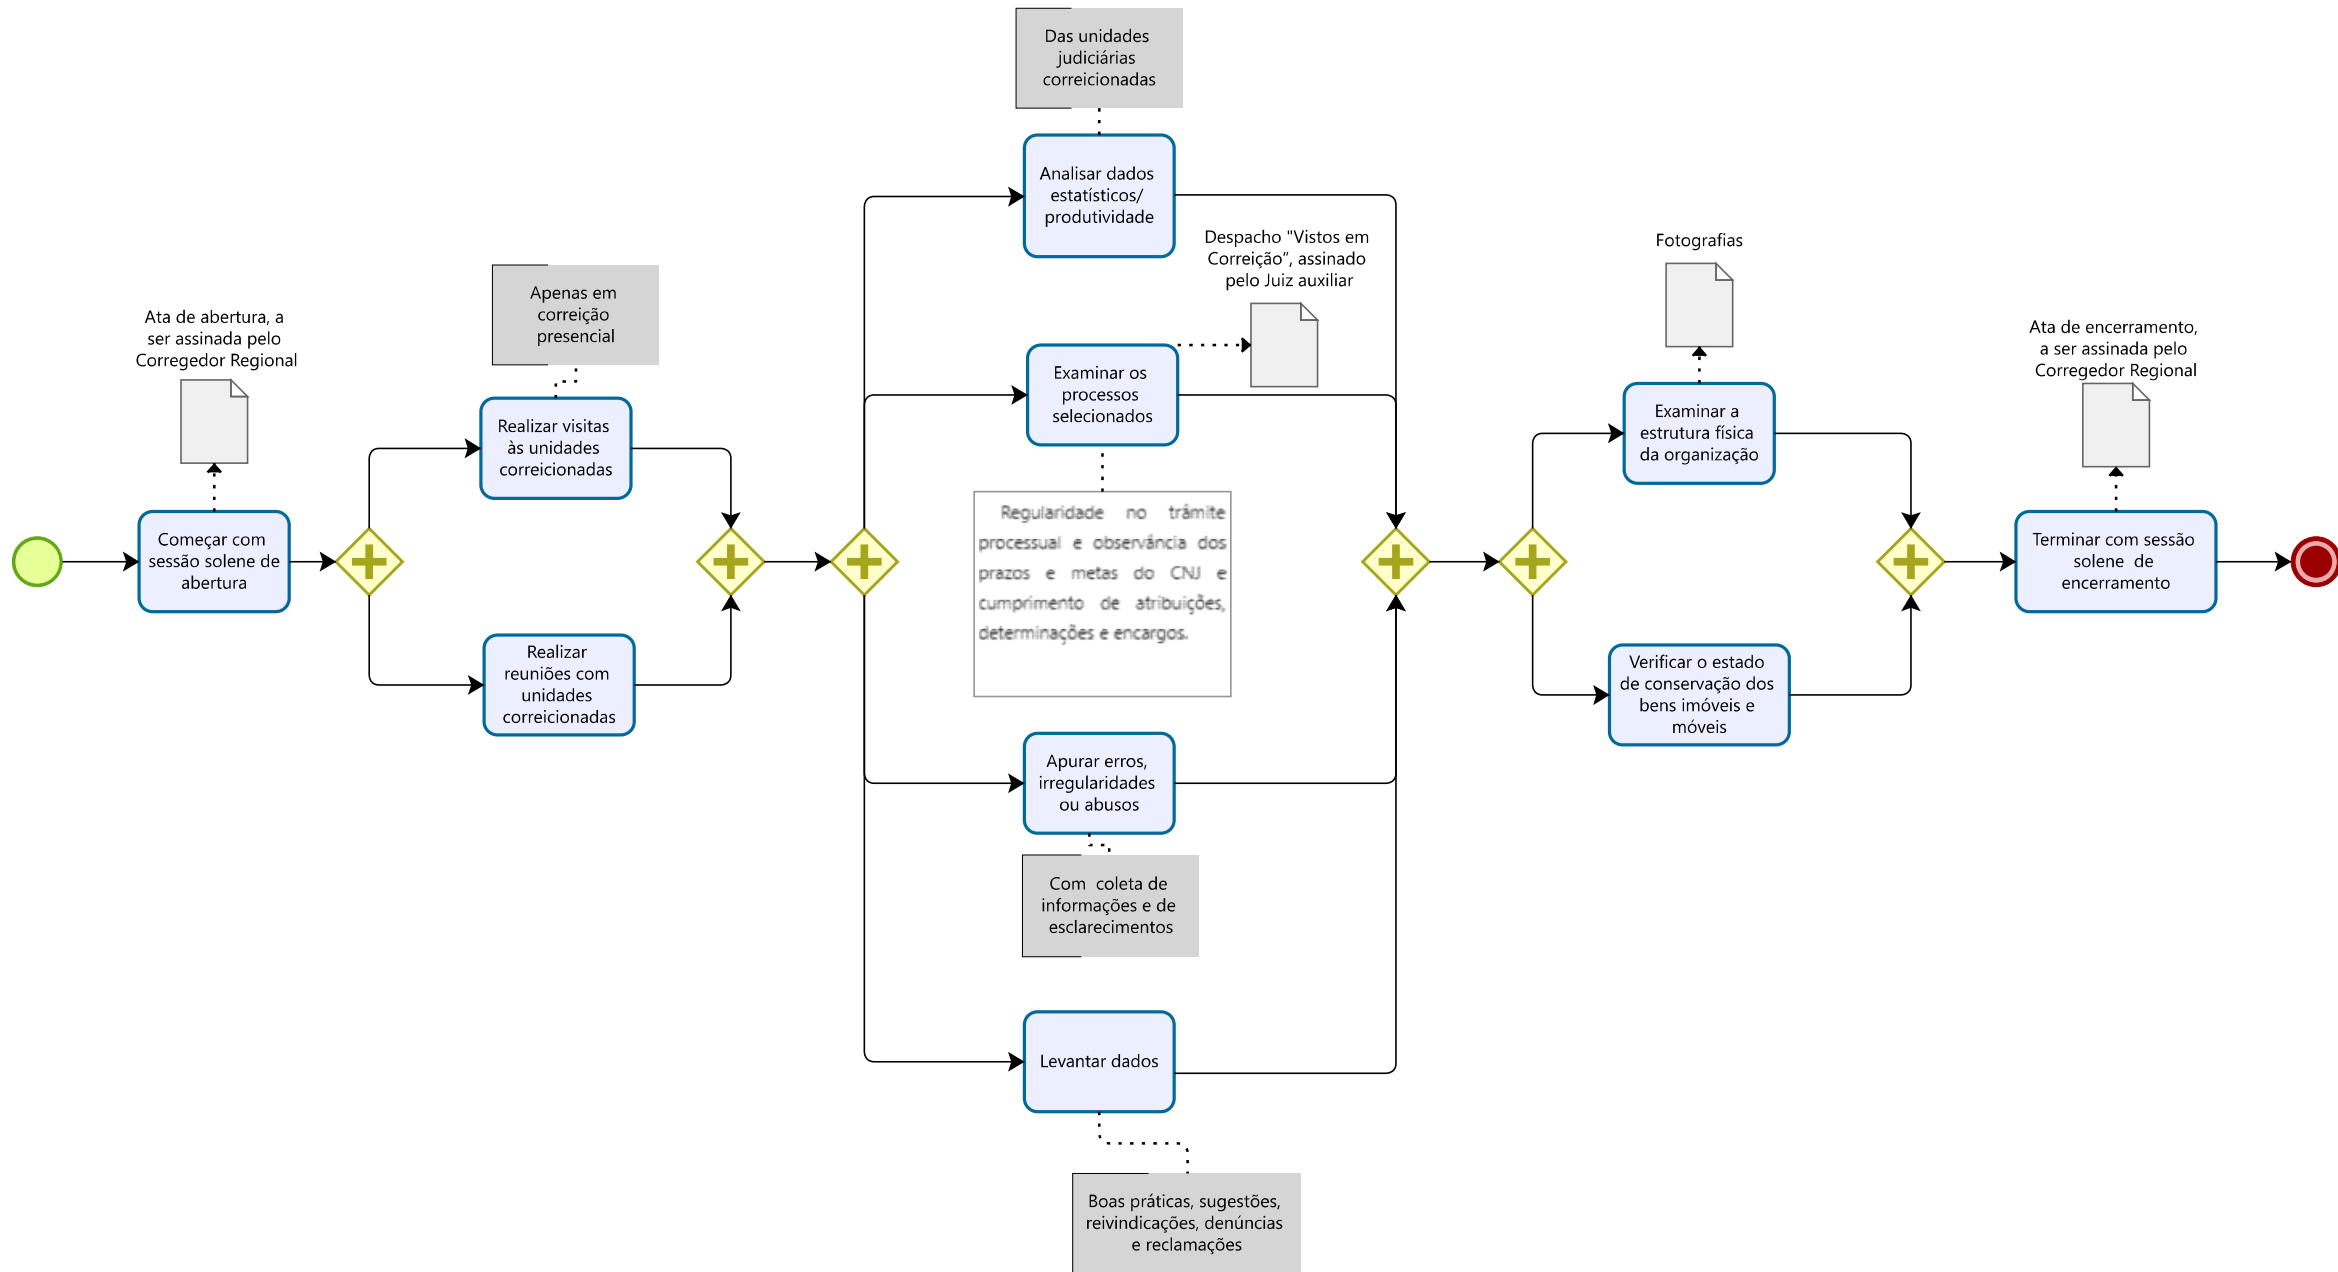 Das unidades
judiciárias
correicionadas
Analisar dados
estatísticos/
produtividade
Despacho "Vistos em
Correição”, assinado
pelo Juiz auxiliar
Fotografias
Apenas em
correição
presencial
Ata de abertura, a
ser assinada pelo
Corregedor Regional
Ata de encerramento,
a ser assinada pelo
Corregedor Regional
Examinar os
processos
selecionados
Examinar a
estrutura física
da organização
Realizar visitas
às unidades
correicionadas
Começar com
sessão solene de
abertura
Regularidade no trâmite
processual e observância dos
prazos e metas do CNJ e
cumprimento de atribuições,
determinações e encargos.
Terminar com sessão
solene de
encerramento
Realizar
reuniões com
unidades
correicionadas
Verificar o estado
de conservação dos
bens imóveis e
móveis
Apurar erros,
irregularidades
ou abusos
Com coleta de
informações e de
esclarecimentos
Levantar dados
Boas práticas, sugestões,
reivindicações, denúncias
e reclamações